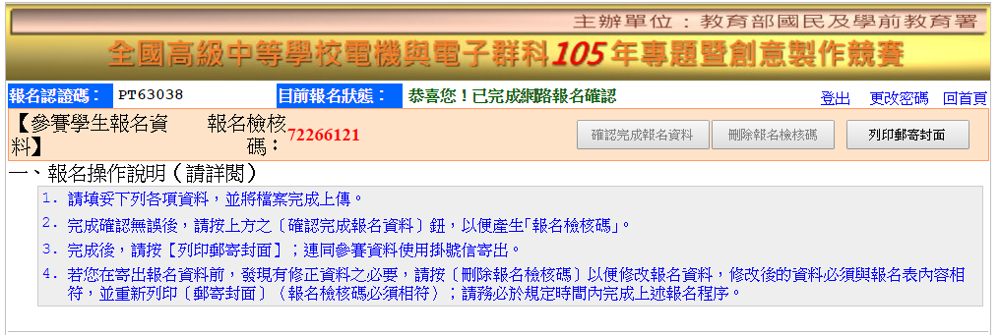 主辦單位：教育部國民及學前教育署
全國高級中等學校電機與電子群科105年專題暨創意製作競賽
報名認證碼： PT63038 目前報名狀態： 恭喜您！已完成網路報名確認 登出 更改密碼 回首頁
【參賽學生報名資料】 報名檢核碼：72266121 確認完成報名資料 刪除報名檢核碼 列印郵寄封面
一、報名操作說明（請詳閱）
1. 請填妥下列各項資料，並將檔案完成上傳。
2. 完成確認無誤後，請按上方之〔確認完成報名資料〕鈕，以便產生「報名檢核碼」。
3. 完成後，請按【列印郵寄封面】；連同參賽資料使用掛號信寄出。
4. 若您在寄出報名資料前，發現有修正資料之必要，請按〔刪除報名檢核碼〕以便修改報名資料，修改後的資料必須與報名表內容相
符，並重新列印〔郵寄封面〕（報名檢核碼必須相符）；請務必於規定時間內完成上述報名程序。